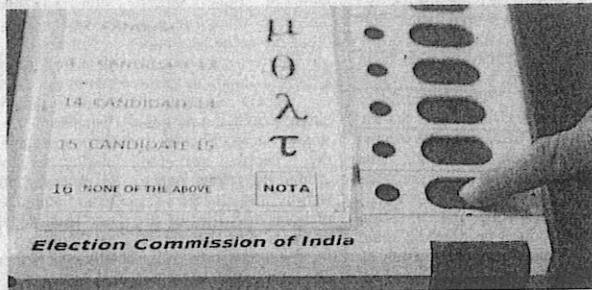 μ
θ
14 CANDIDATE 14 λ
15 CANDIDATE 15 τ
16 NONE OF THE ABOVE NOTA
Election Commission of India